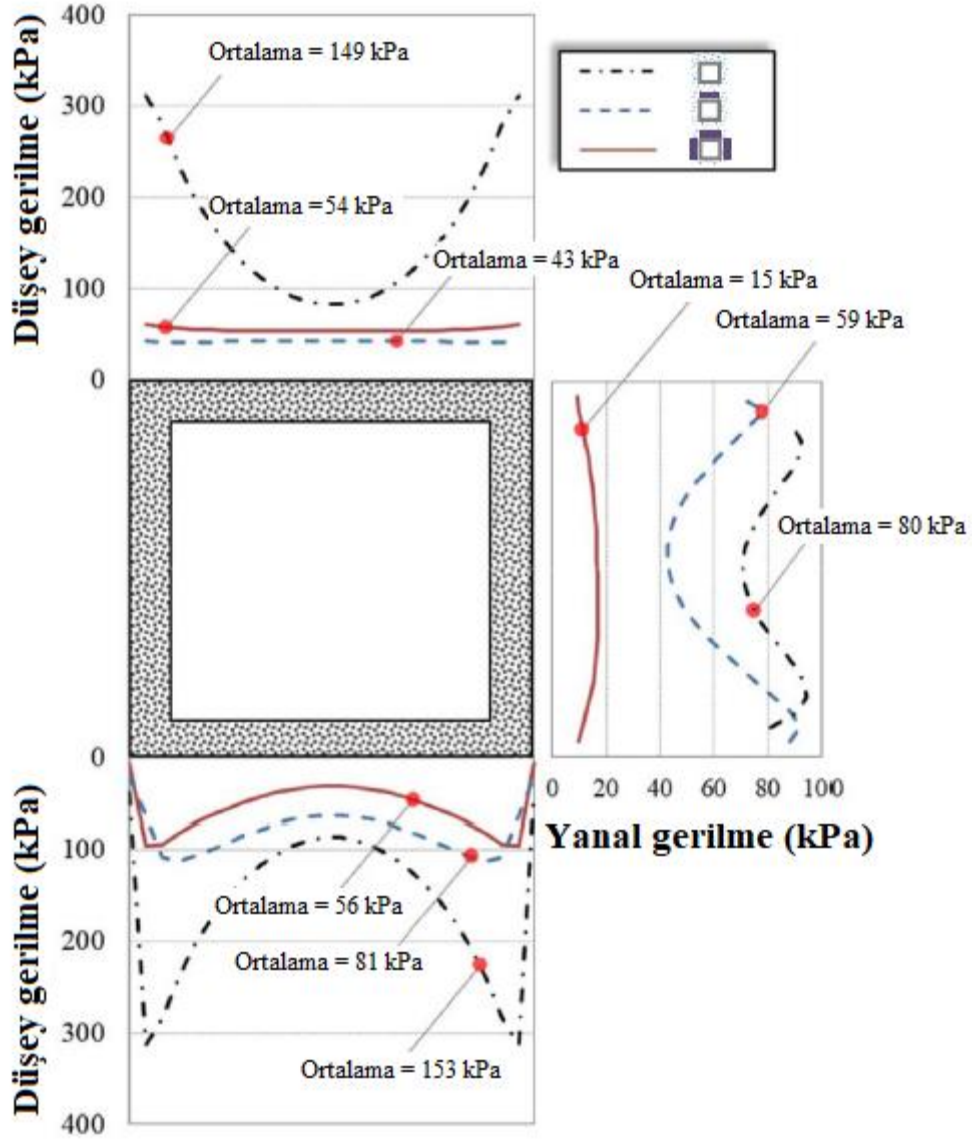 400
300
200
100
0
Düşey gerilme (kPa)
Ortalama = 149 kPa
Ortalama =54 kPa
Ortalama = 43 kPa
Ortalama = 15 kPa
Ortalama = 59 kPa
Ortalama = 80 kPa
0 20 40 60 80 100
Yanal gerilme (kPa)
0
100
200
300
400
Düşey gerilme (kPa)
Ortalama = 56 kPa
Ortalama = 81 kPa
Ortalama = 153 kPa